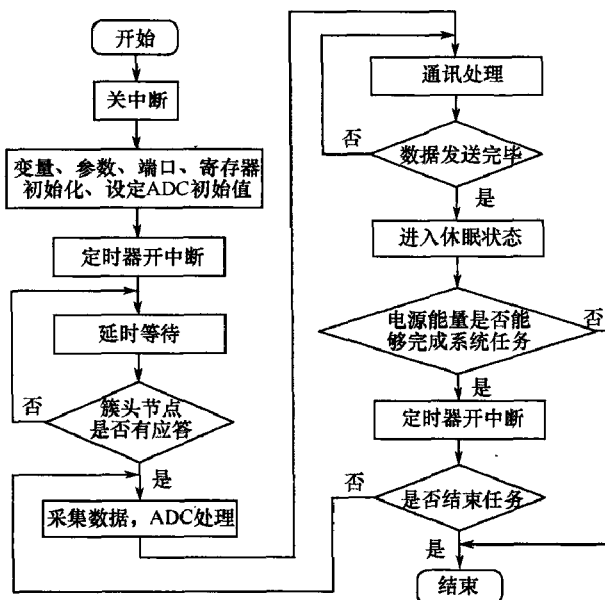 开始
关中断
变量、参数、端口、寄存器
初始化、设定ADC初始值
定时器开中断
延时等待
否
簇头节点
是否有应答
是
采集数据，ADC处理
通讯处理
否
数据发送完毕
是
进入休眠状态
电源能量是否能
够完成系统任务
否
是
定时器开中断
否
是否结束任务
是
结束